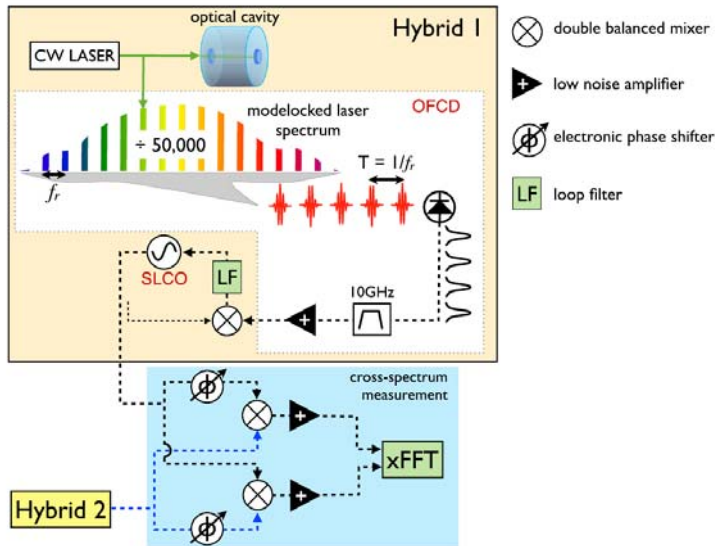 optical cavity
Hybrid 1
CW LASER
modelocked laser
spectrum
OFCD
÷ 50,000
T = 1/fr
fr
SLCO
LF
10GHz
+
cross-spectrum
measurement
ϕ
+
xFFT
+
Hybrid 2
ϕ
double balanced mixer
+ low noise amplifier
ϕ electronic phase shifter
LF loop filter